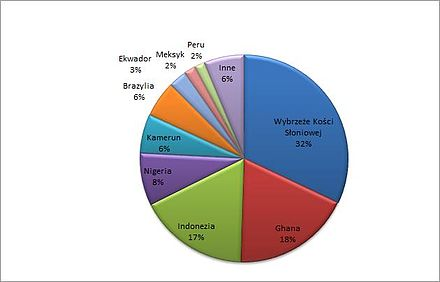 Peru
2%
Meksyk
2%
Ekwador
3%
Inne
6%
Brazylia
6%
Wybrzeże Kości
Słoniowej
32%
Kamerun
6%
Nigeria
8%
Indonezia
17%
Ghana
18%